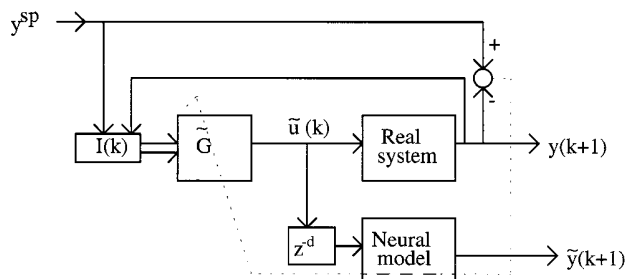 y^sp
+
-
I(k)
G̃
ũ (k)
Real
system
y(k+1)
z^-d
Neural
model
ỹ(k+1)